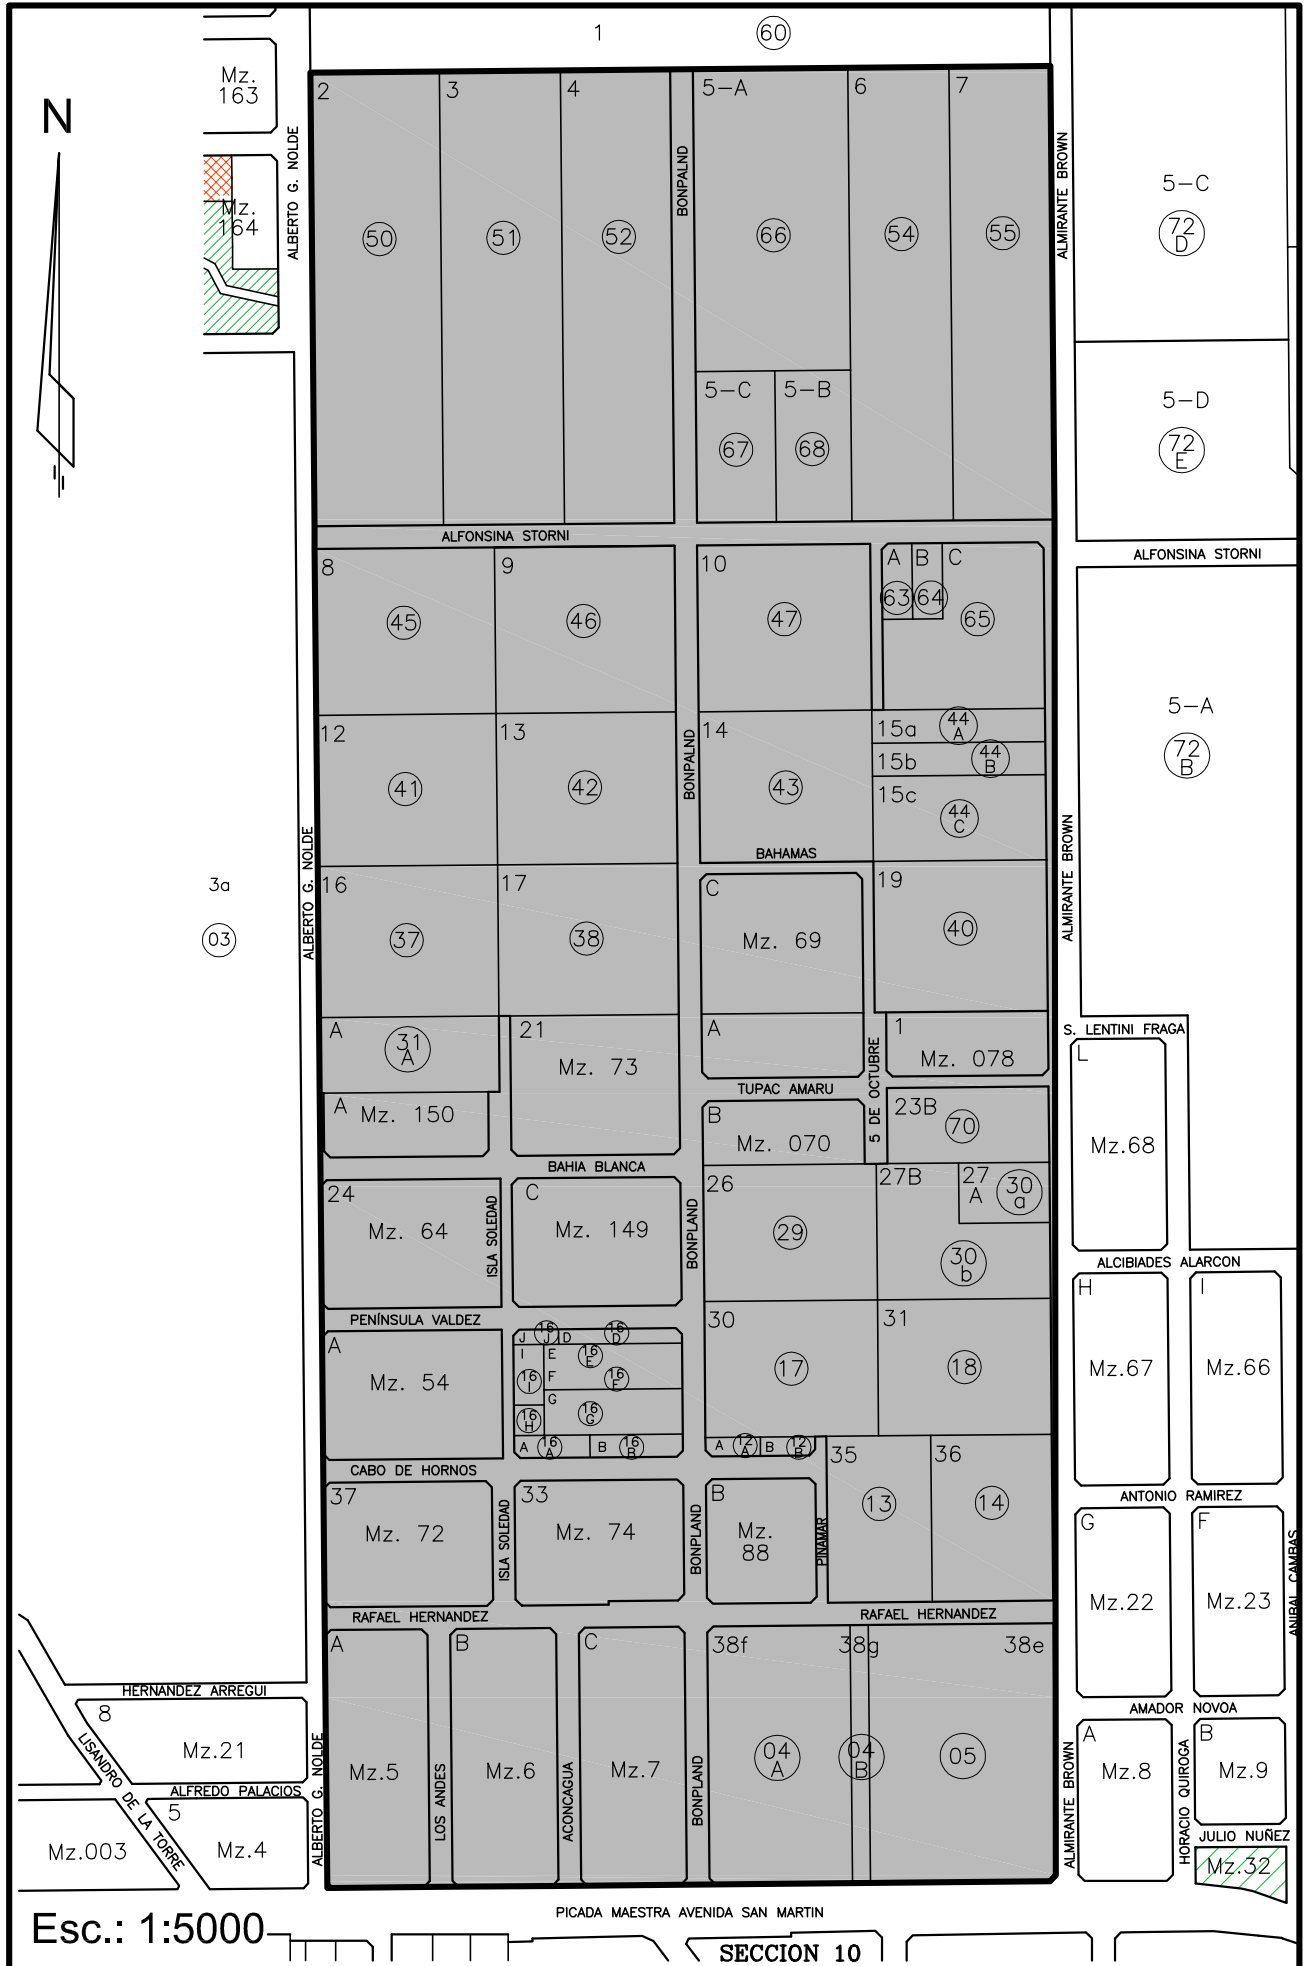 1
60
Mz.
163
N
2
3
4
5-A
6
7
ALBERTO G. NOLDE
BONPALND
ALMIRANTE BROWN
5-C
72
D
Mz.
164
50
51
52
66
54
55
5-C
5-B
67
68
5-D
72
E
ALFONSINA STORNI
ALFONSINA STORNI
8
9
10
A
B
C
45
46
47
63
64
65
12
13
14
15a
44
A
15b
44
B
15c
44
C
5-A
72
B
41
42
43
BONPALND
BAHAMAS
ALBERTO G. NOLDE
ALMIRANTE BROWN
3a
03
16
17
C
19
37
38
Mz. 69
40
A
31
A
21
Mz. 73
A
1
Mz. 078
S. LENTINI FRAGA
L
TUPAC AMARU
5 DE OCTUBRE
A
Mz. 150
B
Mz. 070
23B
70
Mz.68
BAHIA BLANCA
24
Mz. 64
ISLA SOLEDAD
C
Mz. 149
BONPLAND
26
29
27B
27
A
30
a
30
b
ALCIBIADES ALARCON
PENÍNSULA VALDEZ
A
Mz. 54
J
16
J
D
16
D
I
16
I
E
16
E
F
16
F
G
16
G
16
H
A
16
A
B
16
B
30
17
31
18
H
Mz.67
I
Mz.66
A
12
A
B
12
B
CABO DE HORNOS
37
Mz. 72
ISLA SOLEDAD
33
Mz. 74
BONPLAND
B
Mz.
88
PINAMAR
35
13
36
14
ANTONIO RAMIREZ
G
Mz.22
F
Mz.23
ANIBAL CAMBAS
RAFAEL HERNANDEZ
RAFAEL HERNANDEZ
A
B
C
38f
38g
38e
HERNANDEZ ARREGUI
8
Mz.21
LISANDRO DE LA TORRE
ALBERTO G. NOLDE
Mz.5
LOS ANDES
Mz.6
ACONCAGUA
Mz.7
BONPLAND
04
A
04
B
05
ALMIRANTE BROWN
AMADOR NOVOA
A
Mz.8
HORACIO QUIROGA
B
Mz.9
ALFREDO PALACIOS
5
Mz.003
Mz.4
JULIO NUÑEZ
Mz.32
Esc.: 1:5000
PICADA MAESTRA AVENIDA SAN MARTIN
SECCION 10